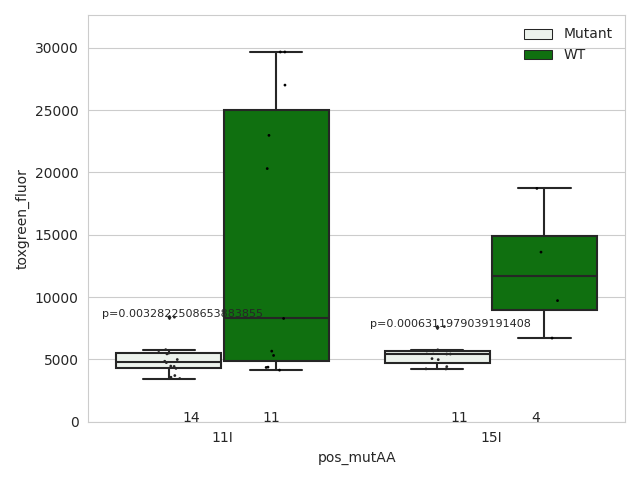 Mutant
WT
30000
25000
20000
15000
10000
5000
0
toxgreen_fluor
p=0.0032822508653883855
p=0.0006311979039191408
14
11
11
4
11I
15I
pos_mutAA